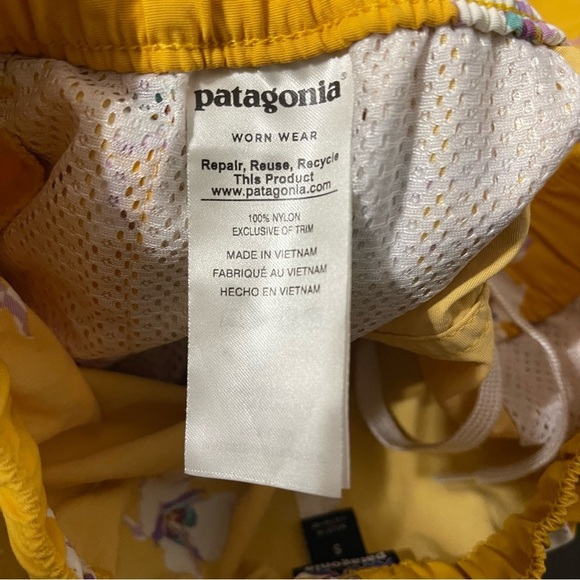 patagonia®
WORN WEAR
Repair, Reuse, Recycle
This Product
www.patagonia.com
100% NYLON
EXCLUSIVE OF TRIM
MADE IN VIETNAM
FABRIQUÉ AU VIETNAM
HECHO EN VIETNAM
S
patagonia